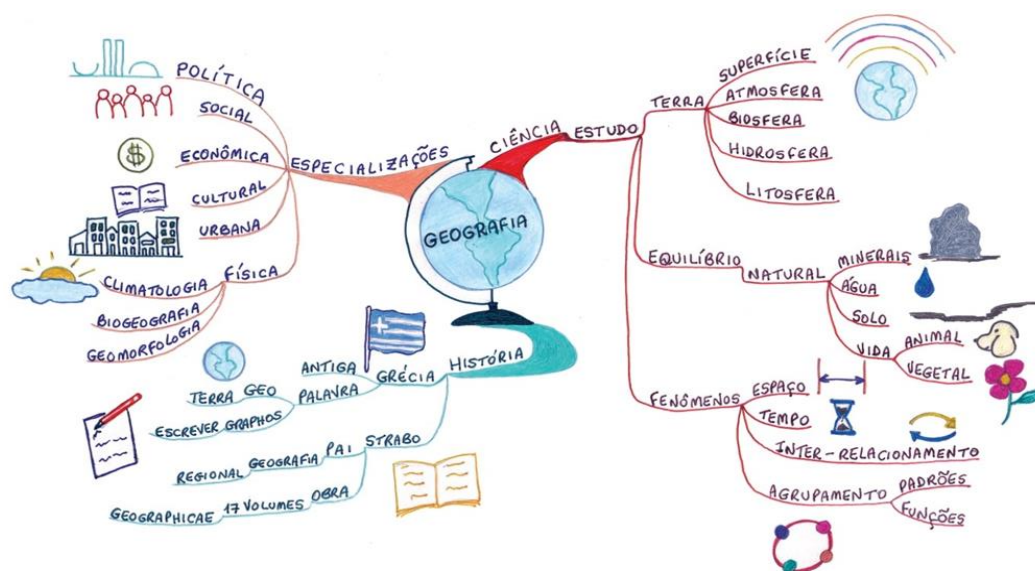 GEOGRAFIA
CIÊNCIA
ESTUDO
TERRA
SUPERFÍCIE
ATMOSFERA
BIOSFERA
HIDROSFERA
LITOSFERA
EQUILÍBRIO
NATURAL
MINERAIS
ÁGUA
SOLO
VIDA
ANIMAL
VEGETAL
FENÔMENOS
ESPAÇO
TEMPO
INTER-RELACIONAMENTO
AGRUPAMENTO
PADRÕES
FUNÇÕES
HISTÓRIA
GRÉCIA
ANTIGA
PALAVRA
GEO
TERRA
GRAPHOS
ESCREVER
STRABO
PAI
GEOGRAFIA
REGIONAL
OBRA
17 VOLUMES
GEOGRAPHICAE
ESPECIALIZAÇÕES
POLÍTICA
SOCIAL
ECONÔMICA
$
CULTURAL
URBANA
FÍSICA
CLIMATOLOGIA
BIOGEOGRAFIA
GEOMORFOLOGIA